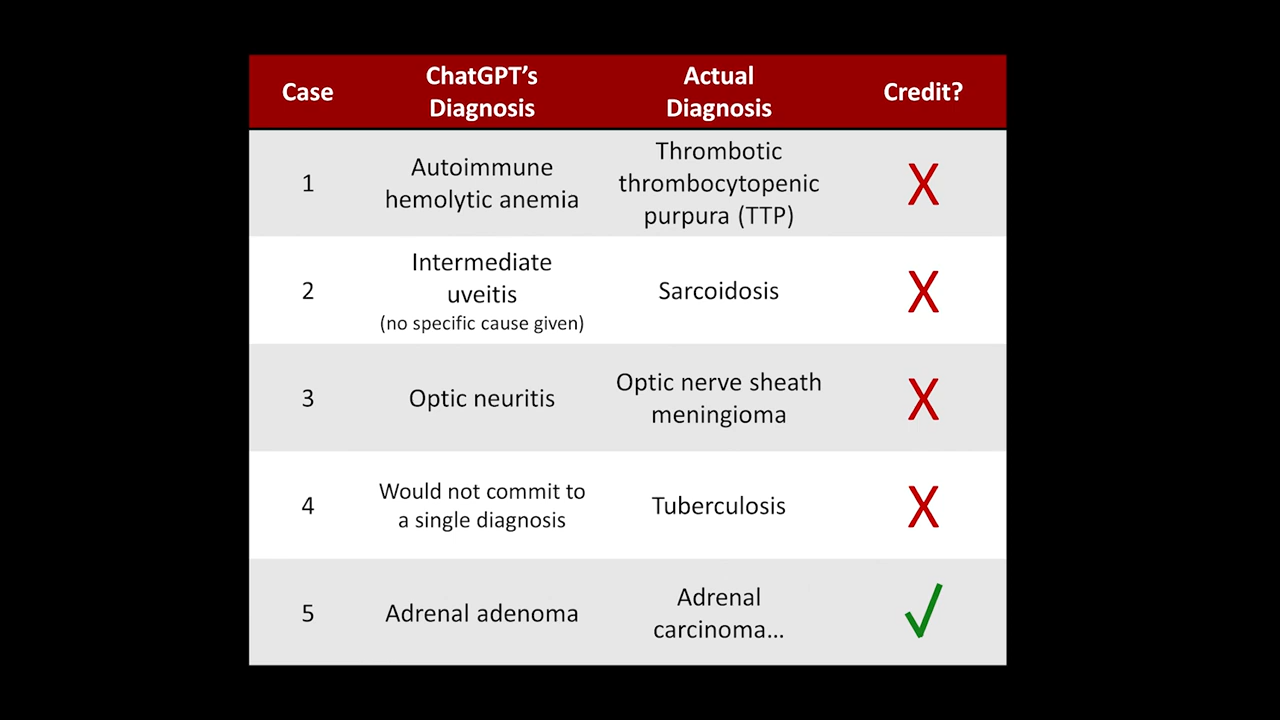 Case
ChatGPT’s
Diagnosis
Actual
Diagnosis
Credit?
1
Autoimmune
hemolytic anemia
Thrombotic
thrombocytopenic
purpura (TTP)
X
2
Intermediate
uveitis
(no specific cause given)
Sarcoidosis
X
3
Optic neuritis
Optic nerve sheath
meningioma
X
4
Would not commit to
a single diagnosis
Tuberculosis
X
5
Adrenal adenoma
Adrenal
carcinoma…
√